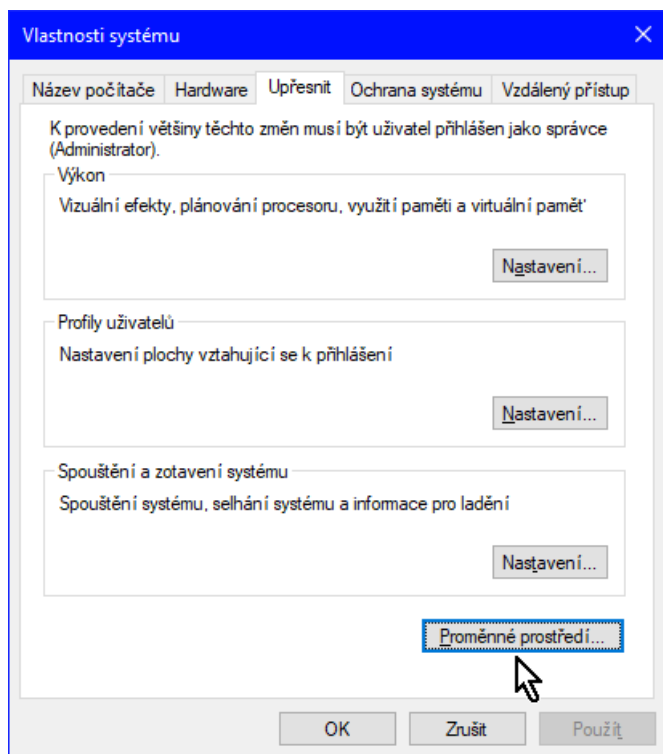 Vlastnosti systému
Název počítače Hardware Upřesnit Ochrana systému Vzdálený přístup
K provedení většiny těchto změn musí být uživatel přihlášen jako správce
(Administrator).
Výkon
Vizuální efekty, plánování procesoru, využití paměti a virtuální paměť
Nastavení...
Profily uživatelů
Nastavení plochy vztahující se k přihlášení
Nastavení...
Spouštění a zotavení systému
Spouštění systému, selhání systému a informace pro ladění
Nastavení...
Proměnné prostředí...
OK Zrušit Použít